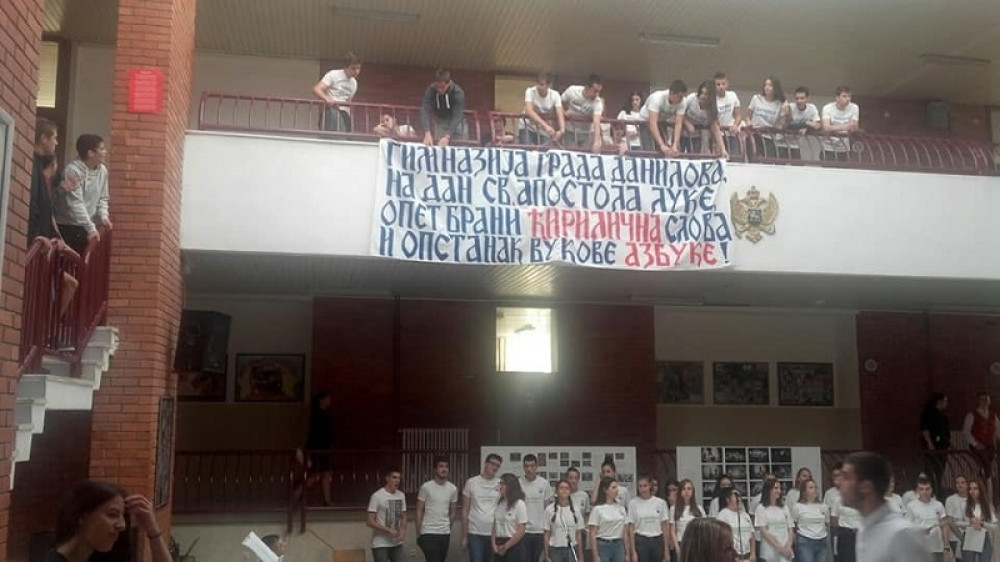 ГИМНАЗИЈА ГРАДА ДАНИЛОВА,
НА ДАН СВ. АПОСТОЛА ЛУКЕ
ОПЕТ БРАНИ ЋИРИЛИЧНА СЛОВА
И ОПСТАНАК ВУКОВЕ АЗБУКЕ!